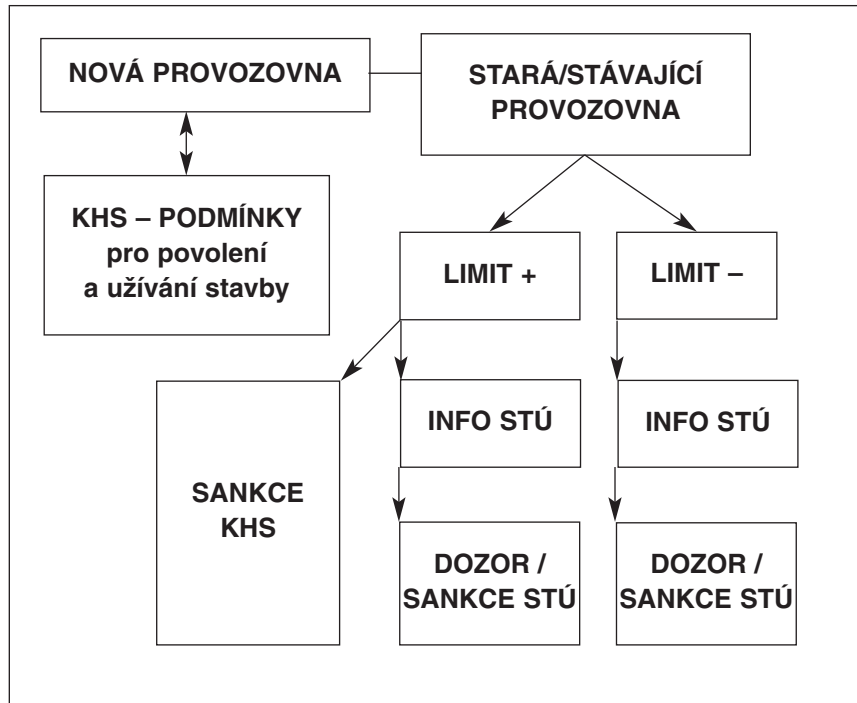 NOVÁ PROVOZOVNA
STARÁ/STÁVAJÍCÍ
PROVOZOVNA
KHS – PODMÍNKY
pro povolení
a užívání stavby
LIMIT +
LIMIT –
SANKCE
KHS
INFO STÚ
INFO STÚ
DOZOR /
SANKCE STÚ
DOZOR /
SANKCE STÚ